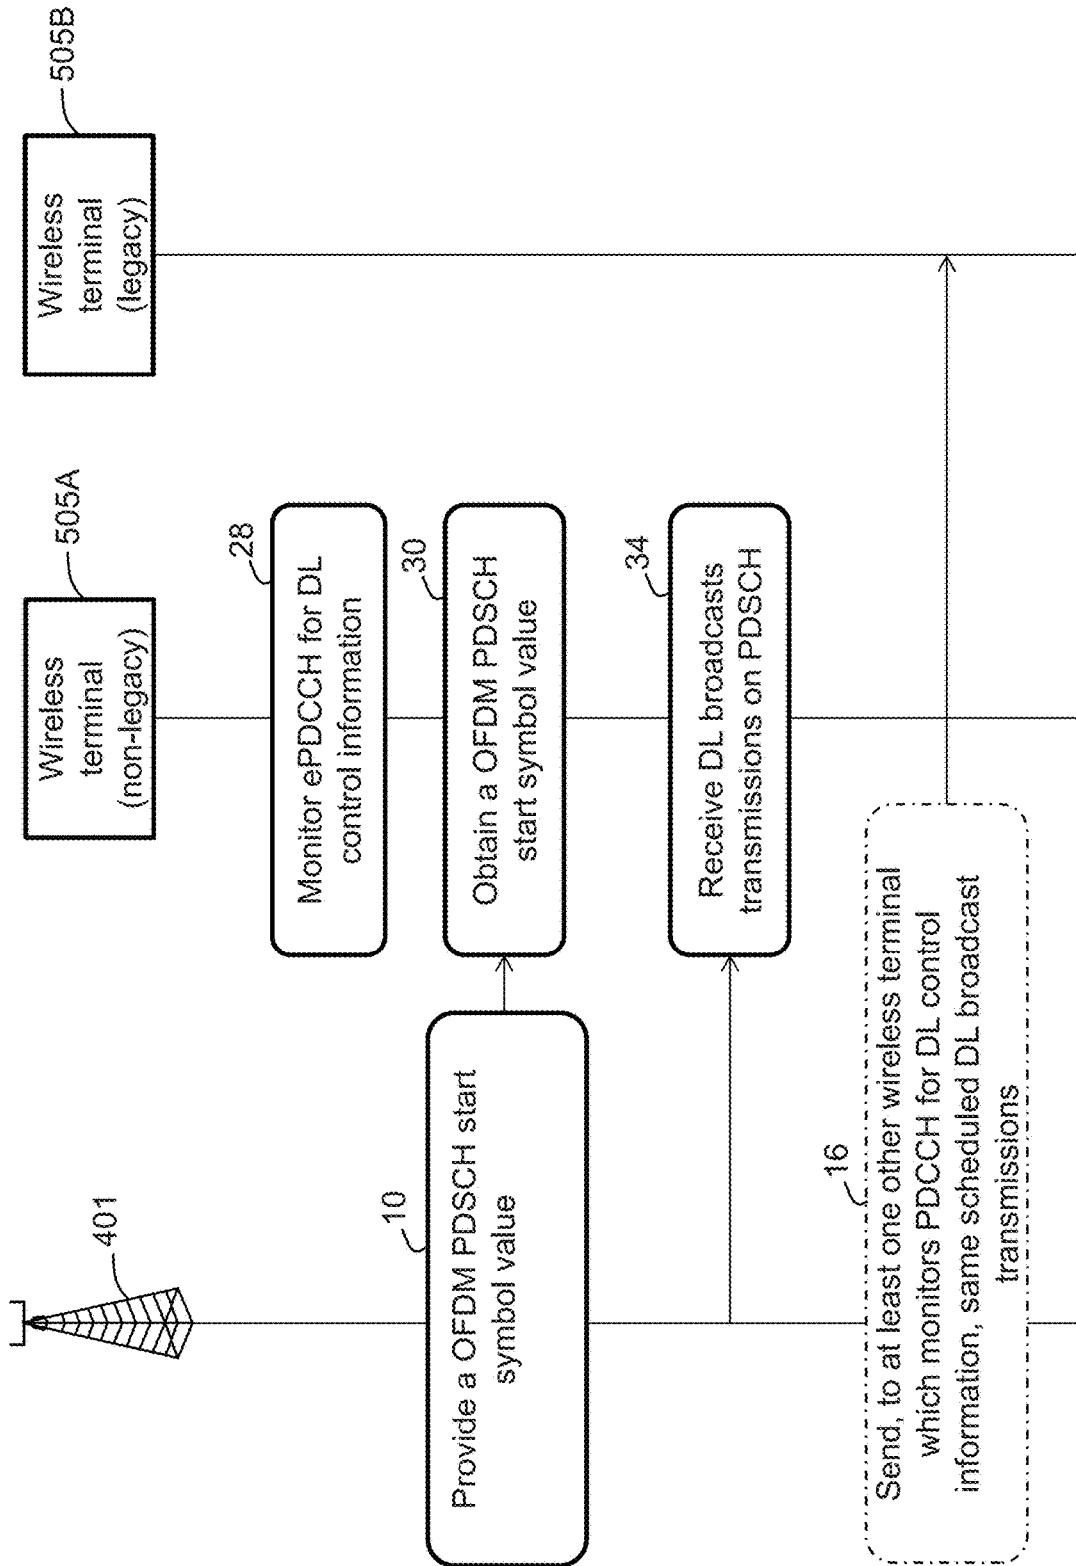 401
Wireless
terminal
(non-legacy)
505A
Wireless
terminal
(legacy)
505B
28
Monitor ePDCCH for DL
control information
10
Provide a OFDM PDSCH start
symbol value
30
Obtain a OFDM PDSCH
start symbol value
34
Receive DL broadcasts
transmissions on PDSCH
16
Send, to at least one other wireless terminal
which monitors PDCCH for DL control
information, same scheduled DL broadcast
transmissions